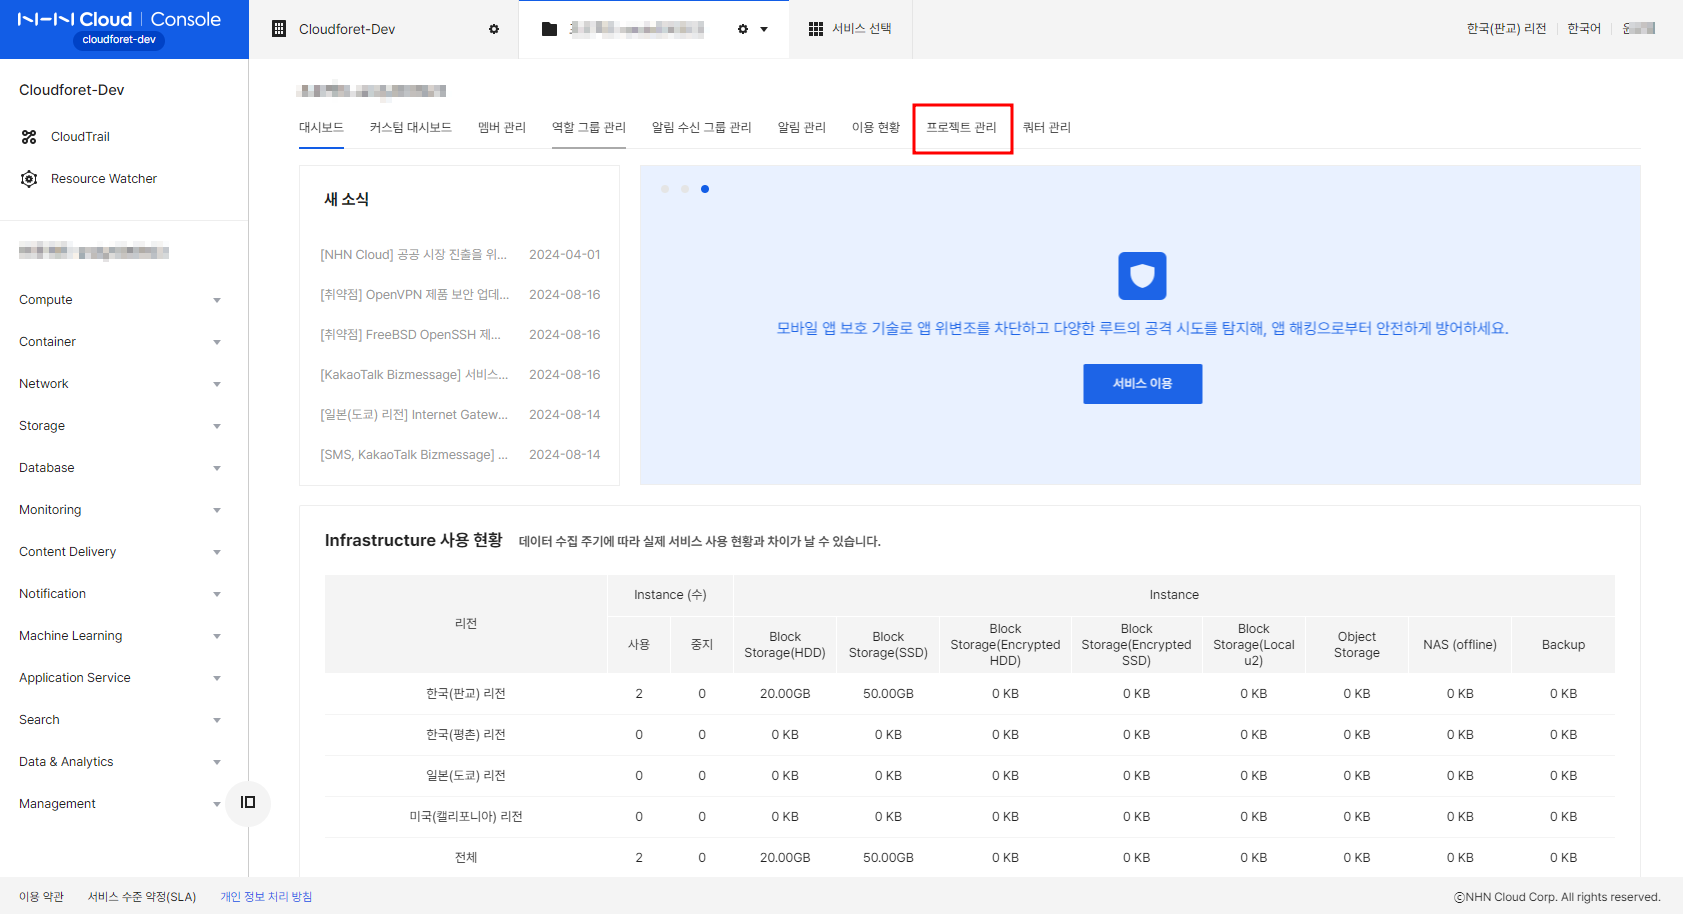 NHN Cloud | Console
cloudforet-dev
Cloudforet-Dev
서비스 선택
한국(판교) 리전
한국어
Cloudforet-Dev
CloudTrail
Resource Watcher
Compute
Container
Network
Storage
Database
Monitoring
Content Delivery
Notification
Machine Learning
Application Service
Search
Data & Analytics
Management
대시보드 커스텀 대시보드 멤버 관리 역할 그룹 관리 알림 수신 그룹 관리 알림 관리 이용 현황 프로젝트 관리 쿼터 관리
새 소식
[NHN Cloud] 공공 시장 진출을 위... 2024-04-01
[취약점] OpenVPN 제품 보안 업데... 2024-08-16
[취약점] FreeBSD OpenSSH 제... 2024-08-16
[KakaoTalk Bizmessage] 서비스... 2024-08-16
[일본(도쿄) 리전] Internet Gatew... 2024-08-14
[SMS, KakaoTalk Bizmessage] ... 2024-08-14
모바일 앱 보호 기술로 앱 위변조를 차단하고 다양한 루트의 공격 시도를 탐지해, 앱 해킹으로부터 안전하게 방어하세요.
서비스 이용
Infrastructure 사용 현황 데이터 수집 주기에 따라 실제 서비스 사용 현황과 차이가 날 수 있습니다.
리전 Instance (수) Instance
사용 중지 Block Storage(HDD) Block Storage(SSD) Block Storage(Encrypted HDD) Block Storage(Encrypted SSD) Block Storage(Local u2) Object Storage NAS (offline) Backup
한국(판교) 리전 2 0 20.00GB 50.00GB 0 KB 0 KB 0 KB 0 KB 0 KB 0 KB
한국(평촌) 리전 0 0 0 KB 0 KB 0 KB 0 KB 0 KB 0 KB 0 KB 0 KB
일본(도쿄) 리전 0 0 0 KB 0 KB 0 KB 0 KB 0 KB 0 KB 0 KB 0 KB
미국(캘리포니아) 리전 0 0 0 KB 0 KB 0 KB 0 KB 0 KB 0 KB 0 KB 0 KB
전체 2 0 20.00GB 50.00GB 0 KB 0 KB 0 KB 0 KB 0 KB 0 KB
이용 약관 서비스 수준 약정(SLA) 개인 정보 처리 방침
ⓒNHN Cloud Corp. All rights reserved.